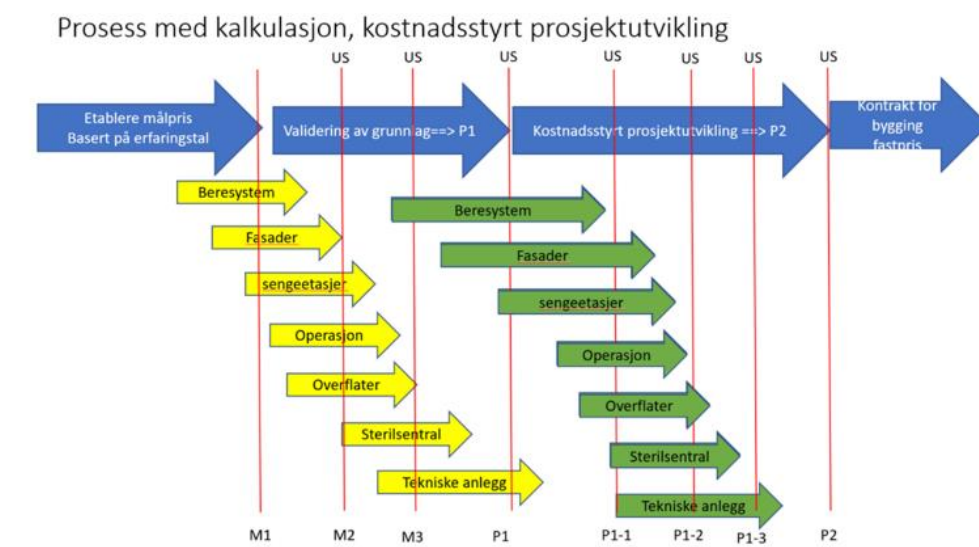 Prosess med kalkulasjon, kostnadsstyrt prosjektutvikling
US US US US US US US
Etablere målpris
Basert på erfaringstal
Validering av grunnlag==> P1
Kostnadsstyrt prosjektutvikling ==> P2
Kontrakt for
bygging
fastpris
Beresystem
Fasader
sengeetasjer
Operasjon
Overflater
Sterilsentral
Tekniske anlegg
Beresystem
Fasader
sengeetasjer
Operasjon
Overflater
Sterilsentral
Tekniske anlegg
M1 M2 M3 P1 P1-1 P1-2 P1-3 P2